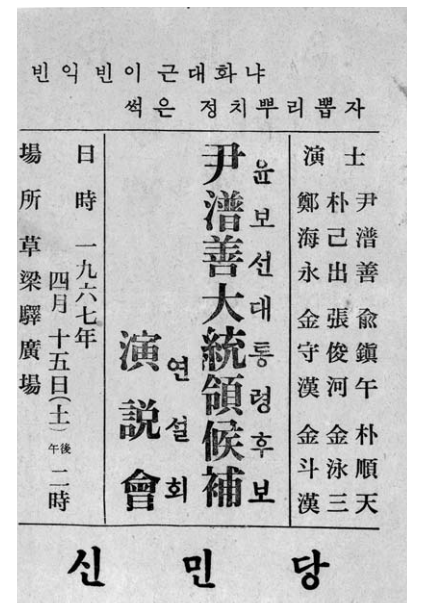 빈익빈이 근대화냐
썩은 정치뿌리뽑자
演士
尹潽善 兪鎭午 朴順天
朴己出 張俊河 金泳三
鄭海永 金守漢 金斗漢
윤보선대통령후보
尹潽善大統領候補
연설회
演説會
日時 一九六七年
四月十五日(土) 午後 二時
場所 草梁驛廣場
신민당